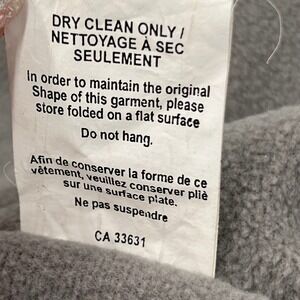 DRY CLEAN ONLY /
NETTOYAGE À SEC
SEULEMENT
In order to maintain the original
Shape of this garment, please
store folded on a flat surface
Do not hang.
Afin de conserver la forme de ce
vêtement, veuillez conserver pliè
sur une surface plate.
Ne pas suspendre
CA 33631